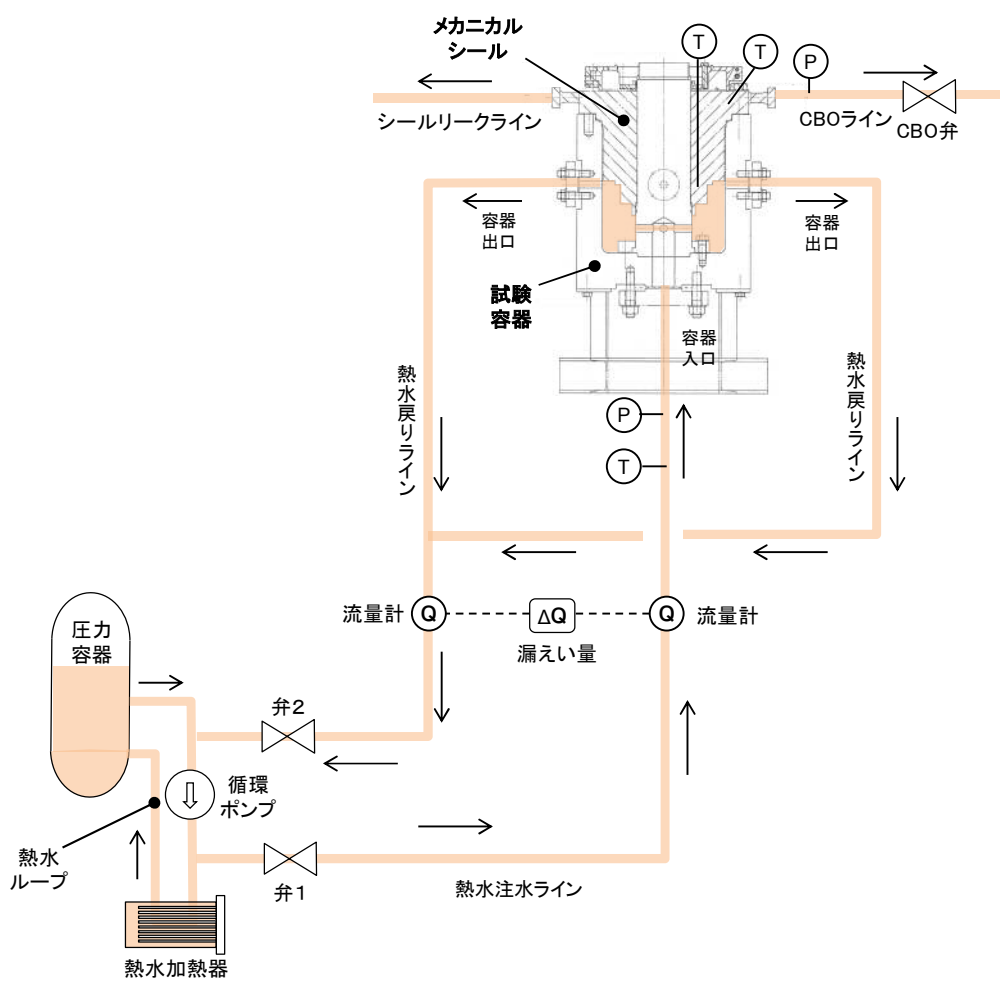 メカニカル
シール
T
T
P
シールリークライン
CBOライン
CBO弁
容器
出口
容器
出口
試験
容器
容器
入口
熱水戻りライン
熱水戻りライン
P
T
流量計
Q
ΔQ
Q
流量計
漏えい量
圧力
容器
弁2
循環
ポンプ
熱水
ループ
弁1
熱水注水ライン
熱水加熱器